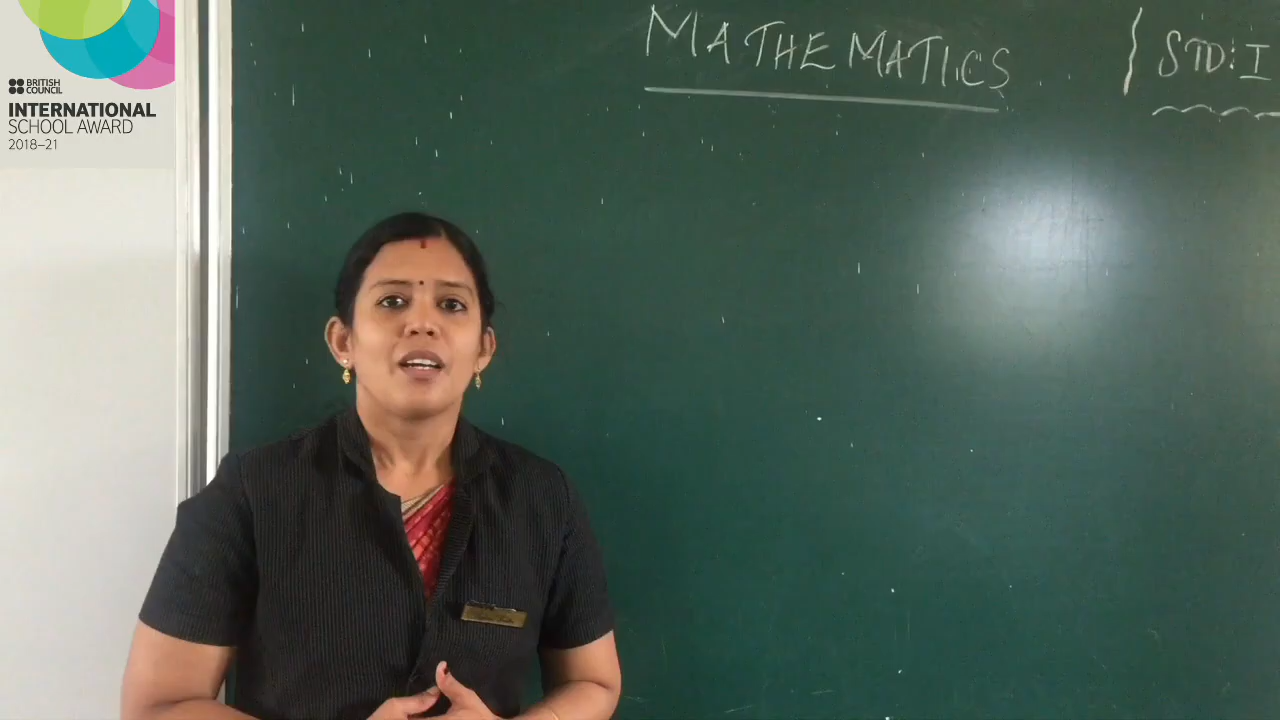 BRITISH
COUNCIL
INTERNATIONAL
SCHOOL AWARD
2018–21
MATHEMATICS
STD: I